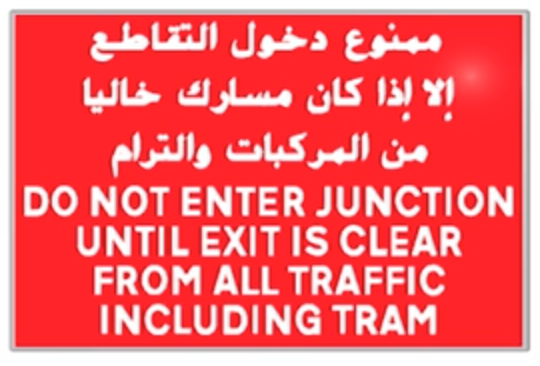 ممنوع دخول التقاطع
إلا إذا كان مسارك خاليا
من المركبات والترام
DO NOT ENTER JUNCTION
UNTIL EXIT IS CLEAR
FROM ALL TRAFFIC
INCLUDING TRAM